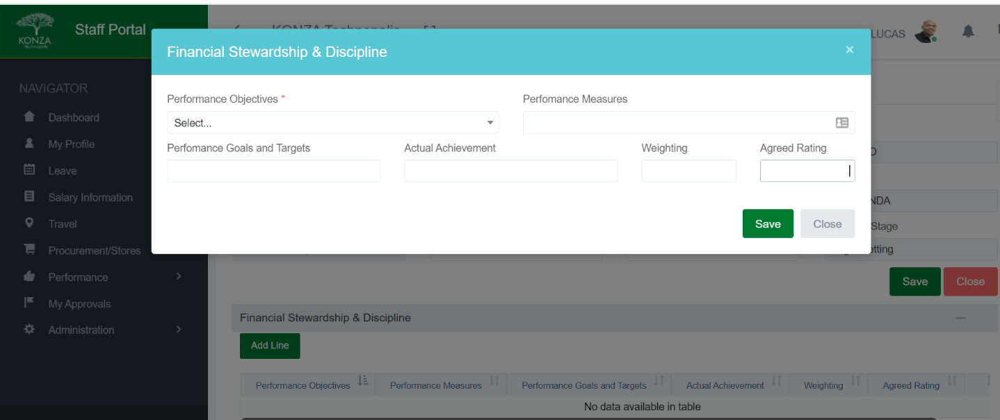 KONZA
Technopolis
Staff Portal
KONZA Technopolis
LUCAS
Financial Stewardship & Discipline
×
NAVIGATOR
Dashboard
My Profile
Leave
Salary Information
Travel
Procurement/Stores
Performance
My Approvals
Administration
Performance Objectives *
Perfomance Measures
Select...
Perfomance Goals and Targets
Actual Achievement
Weighting
Agreed Rating
Save
Close
Stage
Save
Close
Financial Stewardship & Discipline
Add Line
Performance Objectives
Performance Measures
Performance Goals and Targets
Actual Achievement
Weighting
Agreed Rating
No data available in table